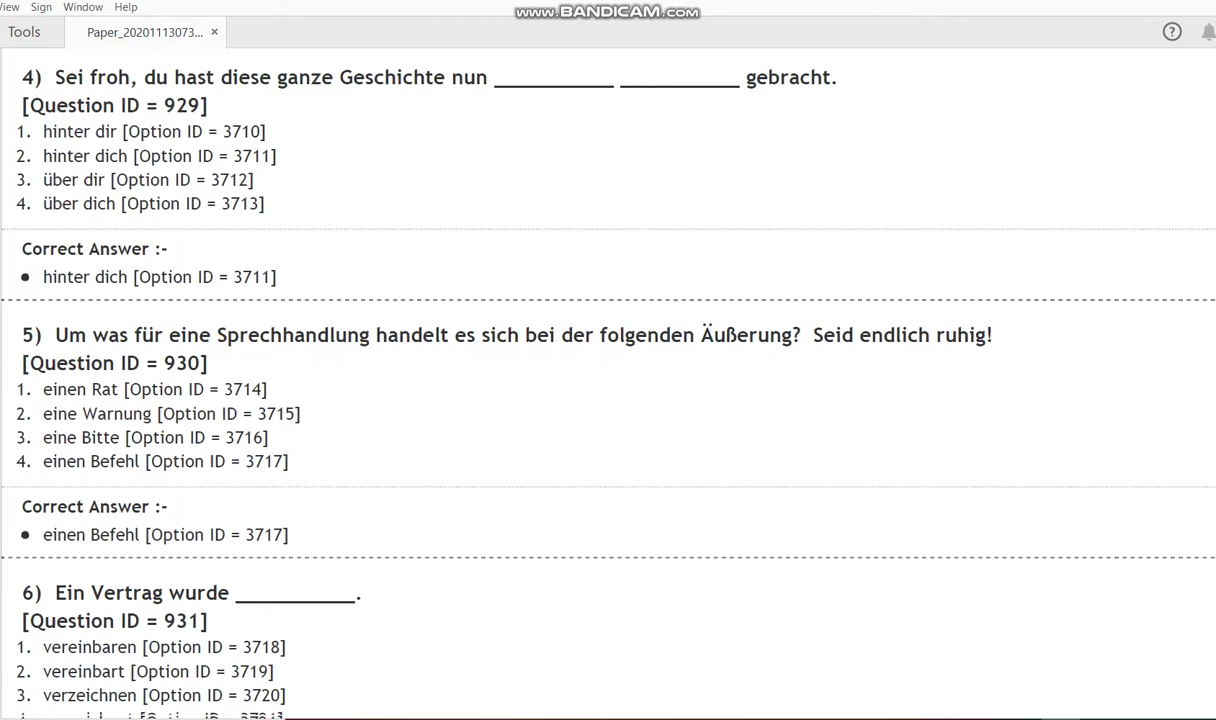 View Sign Window Help
www.BANDICAM.COM
Tools Paper_20201113073... ×
4) Sei froh, du hast diese ganze Geschichte nun ___________ ___________ gebracht.
[Question ID = 929]
1. hinter dir [Option ID = 3710]
2. hinter dich [Option ID = 3711]
3. über dir [Option ID = 3712]
4. über dich [Option ID = 3713]
Correct Answer :-
• hinter dich [Option ID = 3711]
5) Um was für eine Sprechhandlung handelt es sich bei der folgenden Äußerung? Seid endlich ruhig!
[Question ID = 930]
1. einen Rat [Option ID = 3714]
2. eine Warnung [Option ID = 3715]
3. eine Bitte [Option ID = 3716]
4. einen Befehl [Option ID = 3717]
Correct Answer :-
• einen Befehl [Option ID = 3717]
6) Ein Vertrag wurde ___________.
[Question ID = 931]
1. vereinbaren [Option ID = 3718]
2. vereinbart [Option ID = 3719]
3. verzeichnen [Option ID = 3720]